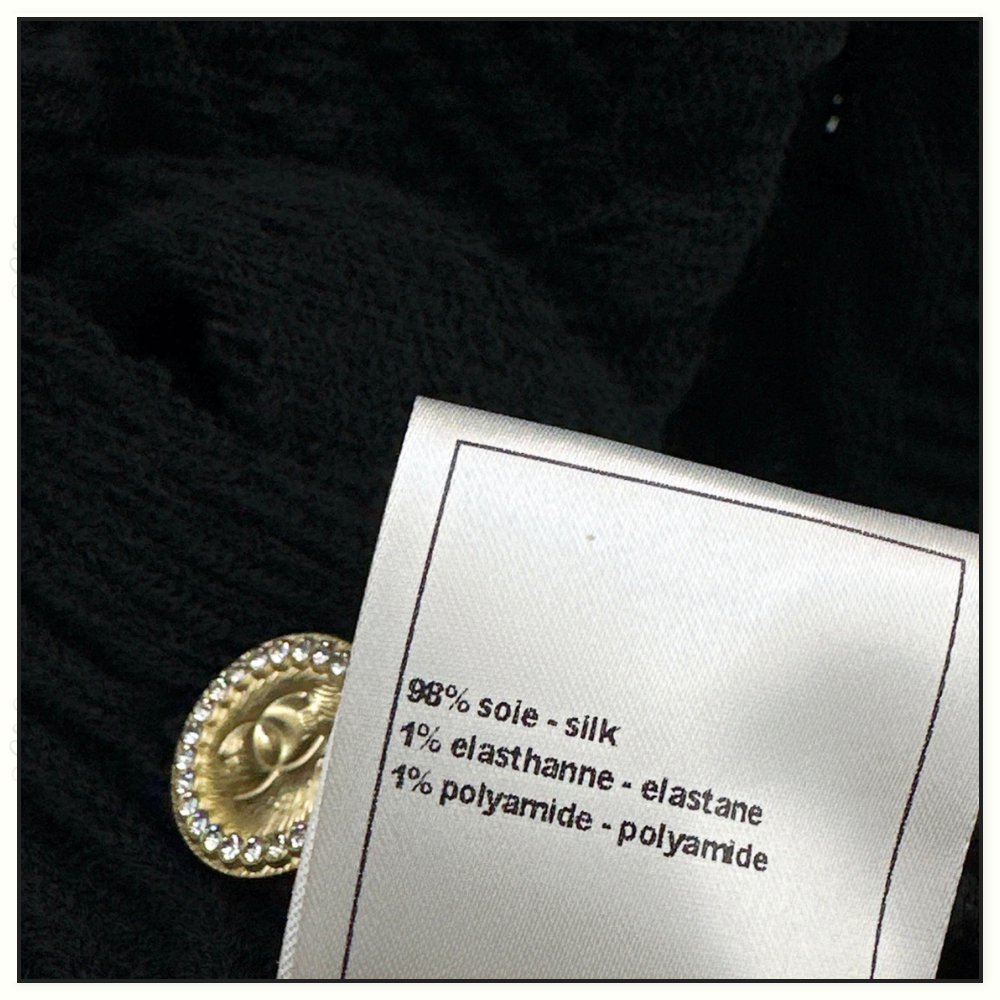 98% soie - silk
1% elasthanne - elastane
1% polyamide - polyamide